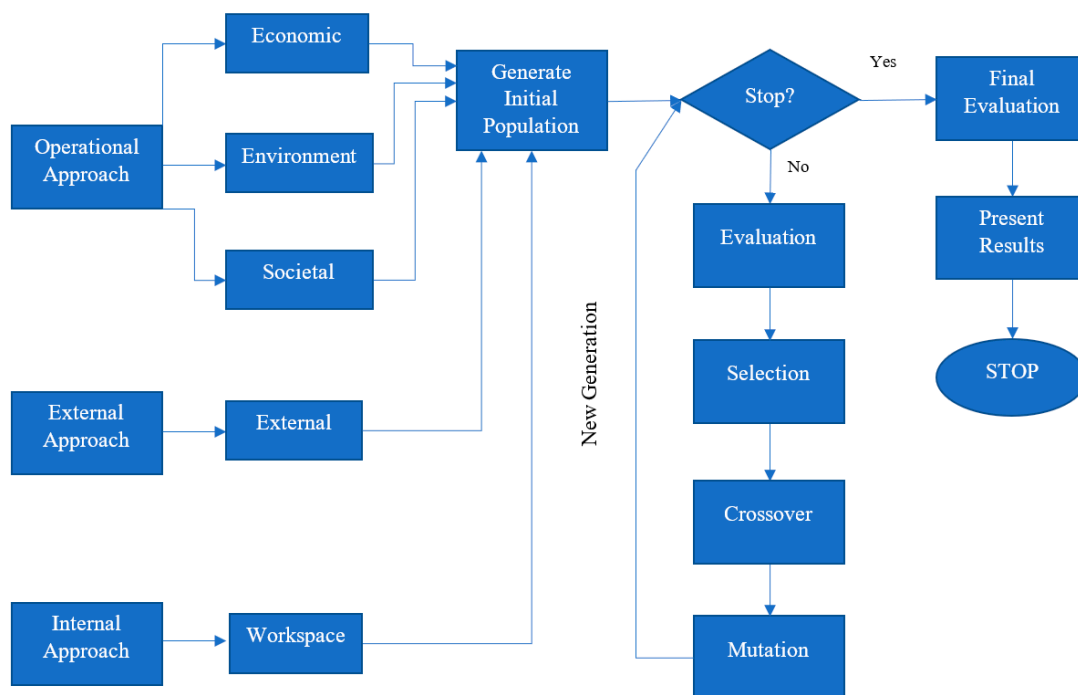 Economic
Operational
Approach
Environment
Societal
External
Approach
External
Internal
Approach
Workspace
Generate
Initial
Population
Stop?
Yes
No
Evaluation
Selection
Crossover
Mutation
New Generation
Final
Evaluation
Present
Results
STOP